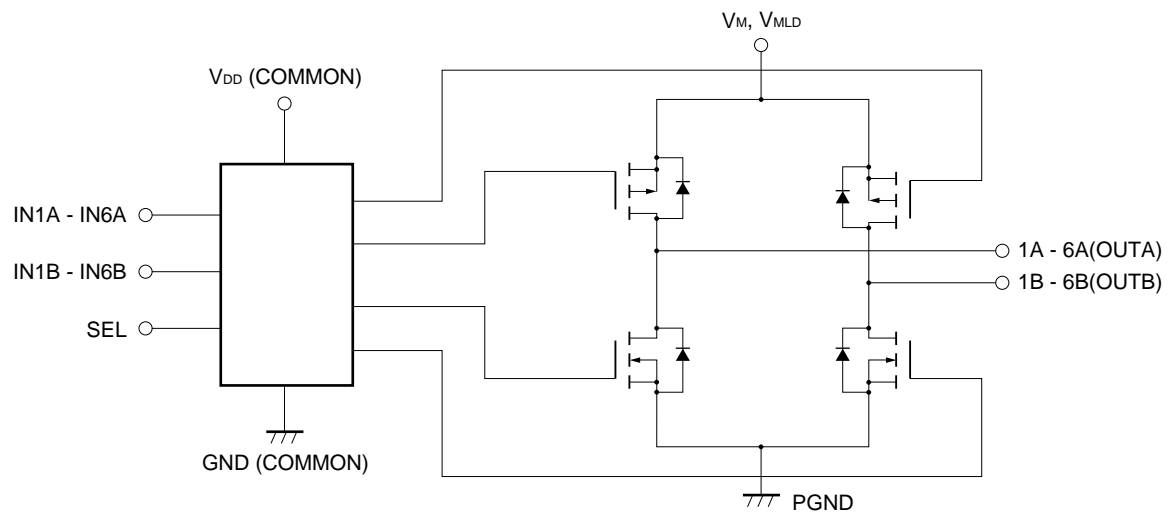 VM, VMLD
VDD (COMMON)
IN1A - IN6A
IN1B - IN6B
SEL
1A - 6A(OUTA)
1B - 6B(OUTB)
GND (COMMON)
PGND